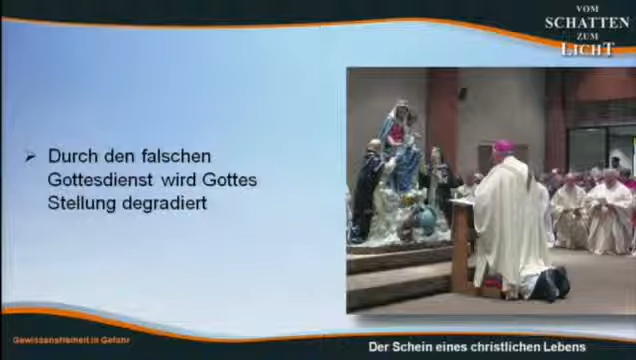 VOM
SCHATTEN
ZUM
LICHT
➢ Durch den falschen
Gottesdienst wird Gottes
Stellung degradiert
Gewissensfreiheit in Gefahr
Der Schein eines christlichen Lebens